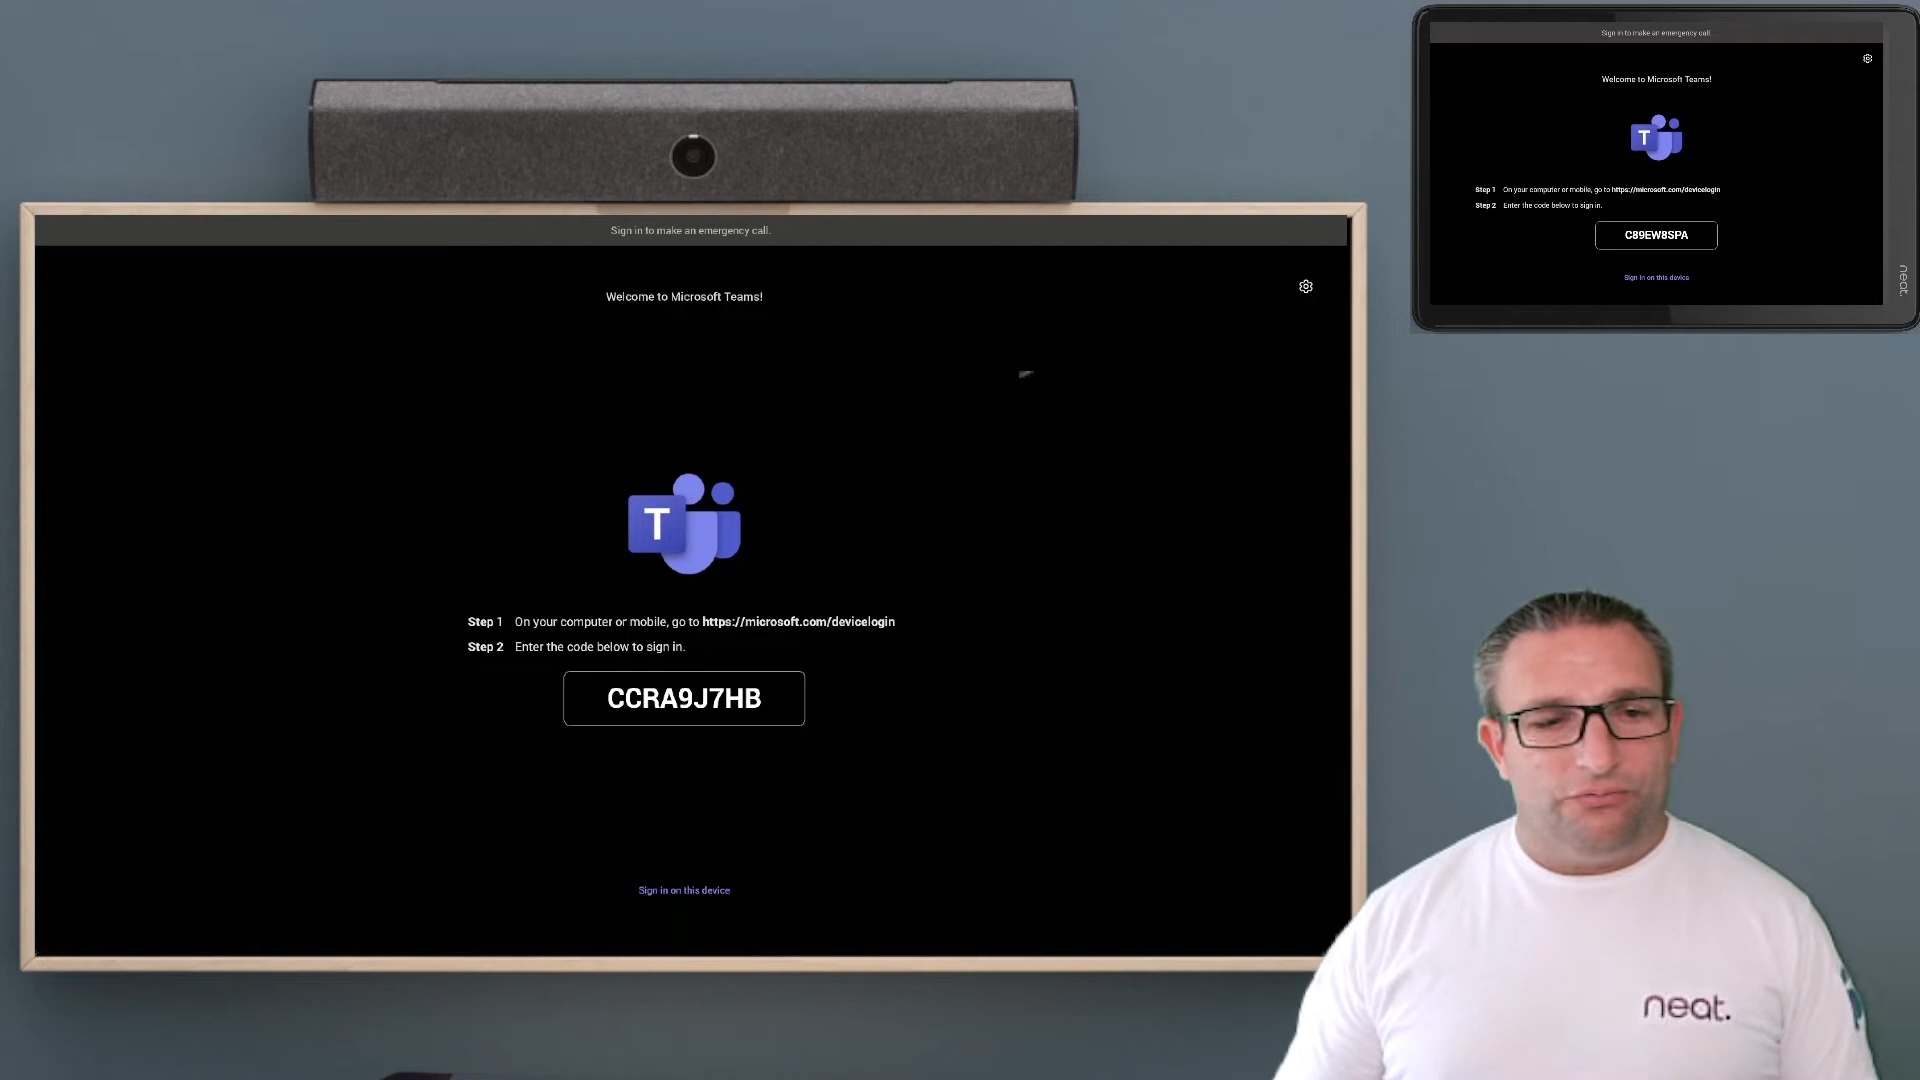 Sign in to make an emergency call.
Welcome to Microsoft Teams!
T
Step 1 On your computer or mobile, go to https://microsoft.com/devicelogin
Step 2 Enter the code below to sign in.
CCRA9J7HB
Sign in on this device
Sign in to make an emergency call.
Welcome to Microsoft Teams!
T
Step 1 On your computer or mobile, go to https://microsoft.com/devicelogin
Step 2 Enter the code below to sign in.
C89EW8SPA
Sign in on this device
neat.
neat.